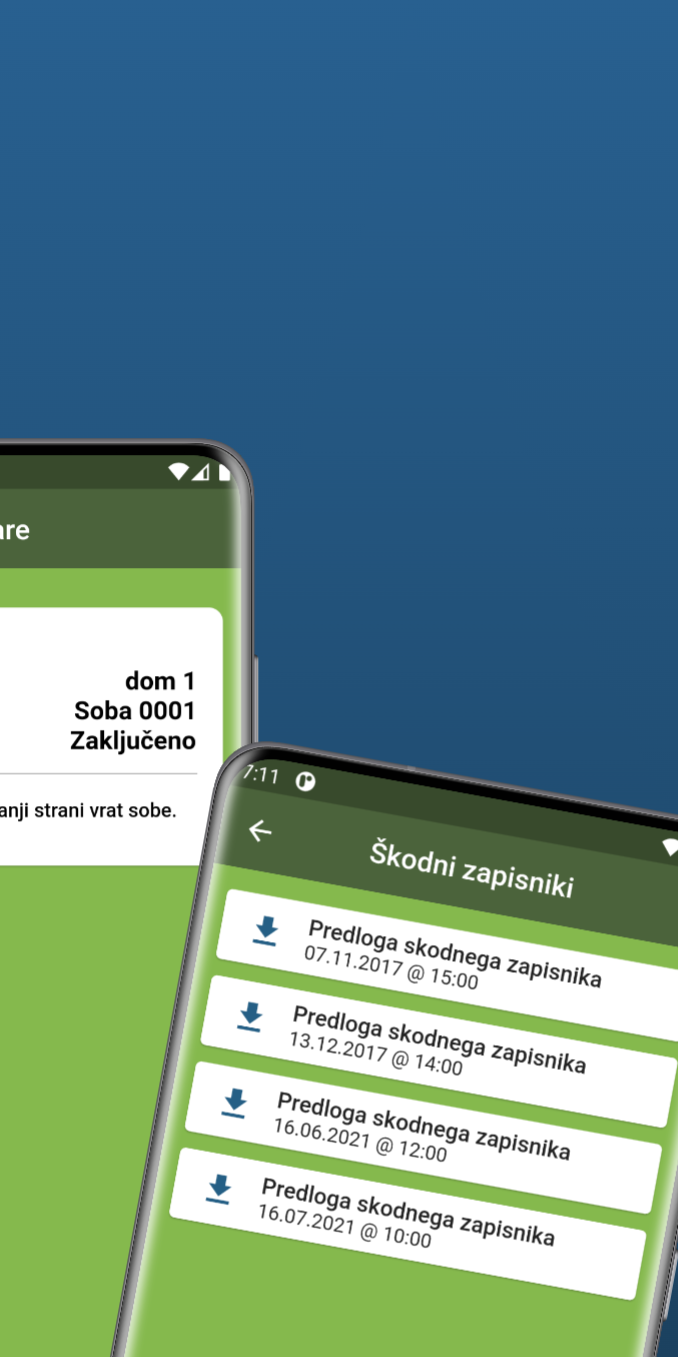 are
dom 1
Soba 0001
Zaključeno
anji strani vrat sobe.
7:11
Škodni zapisniki
Predloga skodnega zapisnika
07.11.2017 @ 15:00
Predloga skodnega zapisnika
13.12.2017 @ 14:00
Predloga skodnega zapisnika
16.06.2021 @ 12:00
Predloga skodnega zapisnika
16.07.2021 @ 10:00